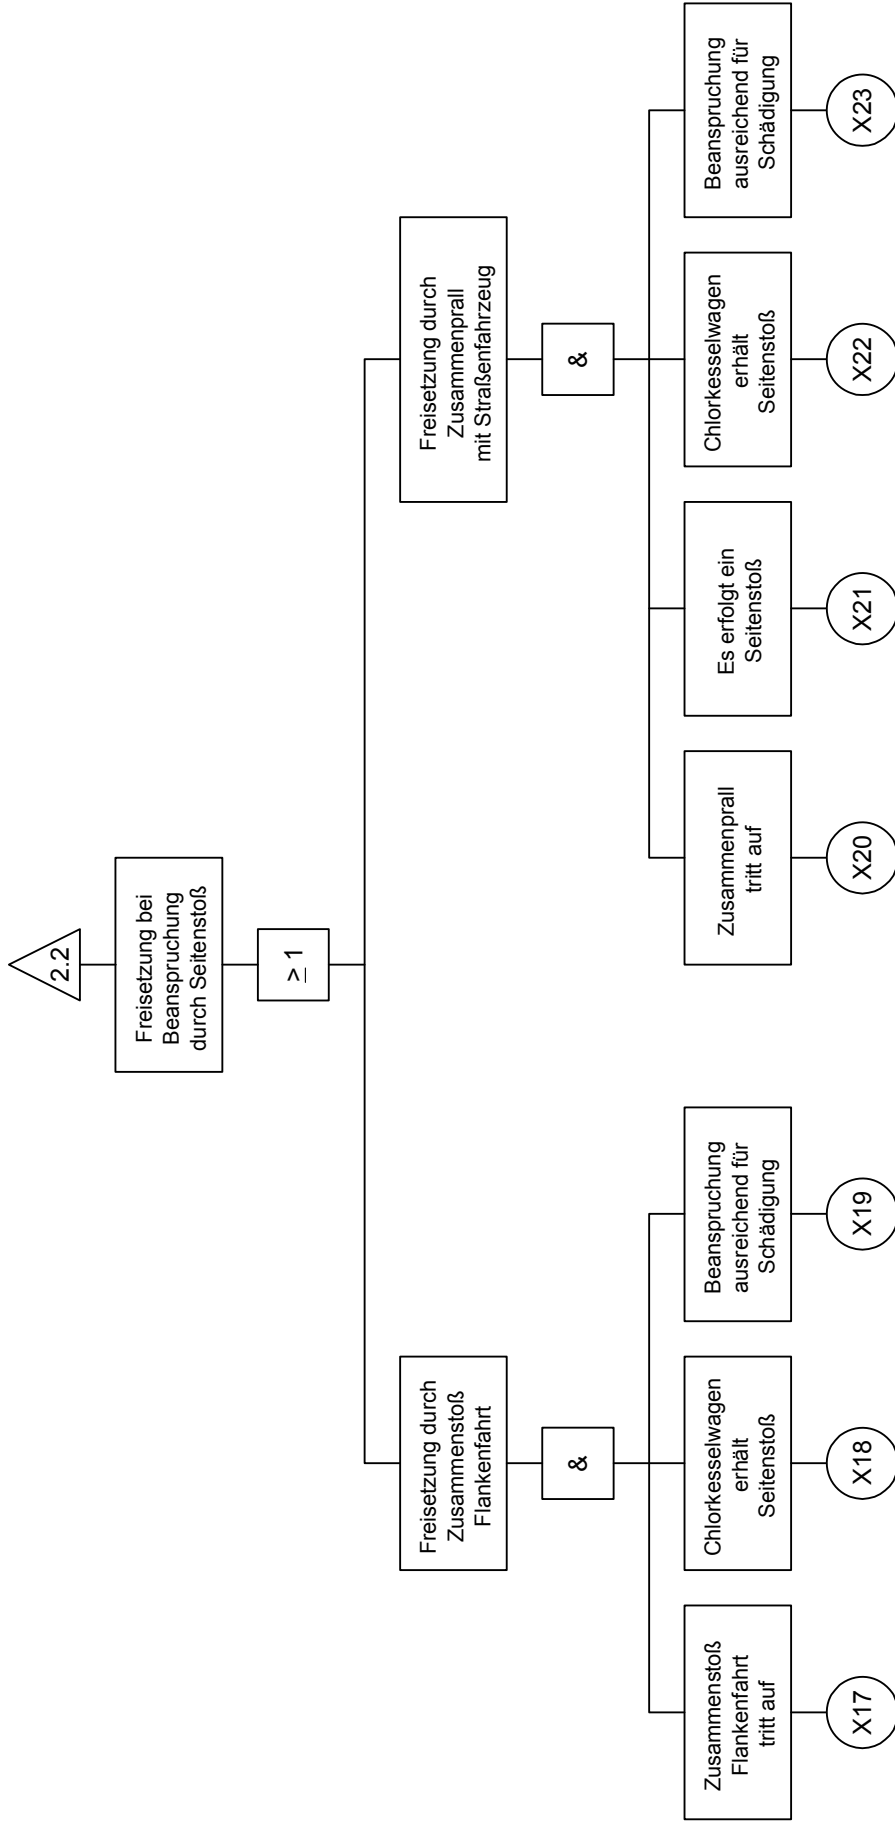 2.2
Freisetzung bei
Beanspruchung
durch Seitenstoß
≥ 1
Freisetzung durch
Zusammenstoß
Flankenfahrt
Freisetzung durch
Zusammenprall
mit Straßenfahrzeug
&
&
Zusammenstoß
Flankenfahrt
tritt auf
Chlorkesselwagen
erhält
Seitenstoß
Beanspruchung
ausreichend für
Schädigung
Zusammenprall
tritt auf
Es erfolgt ein
Seitenstoß
Chlorkesselwagen
erhält
Seitenstoß
Beanspruchung
ausreichend für
Schädigung
X17
X18
X19
X20
X21
X22
X23